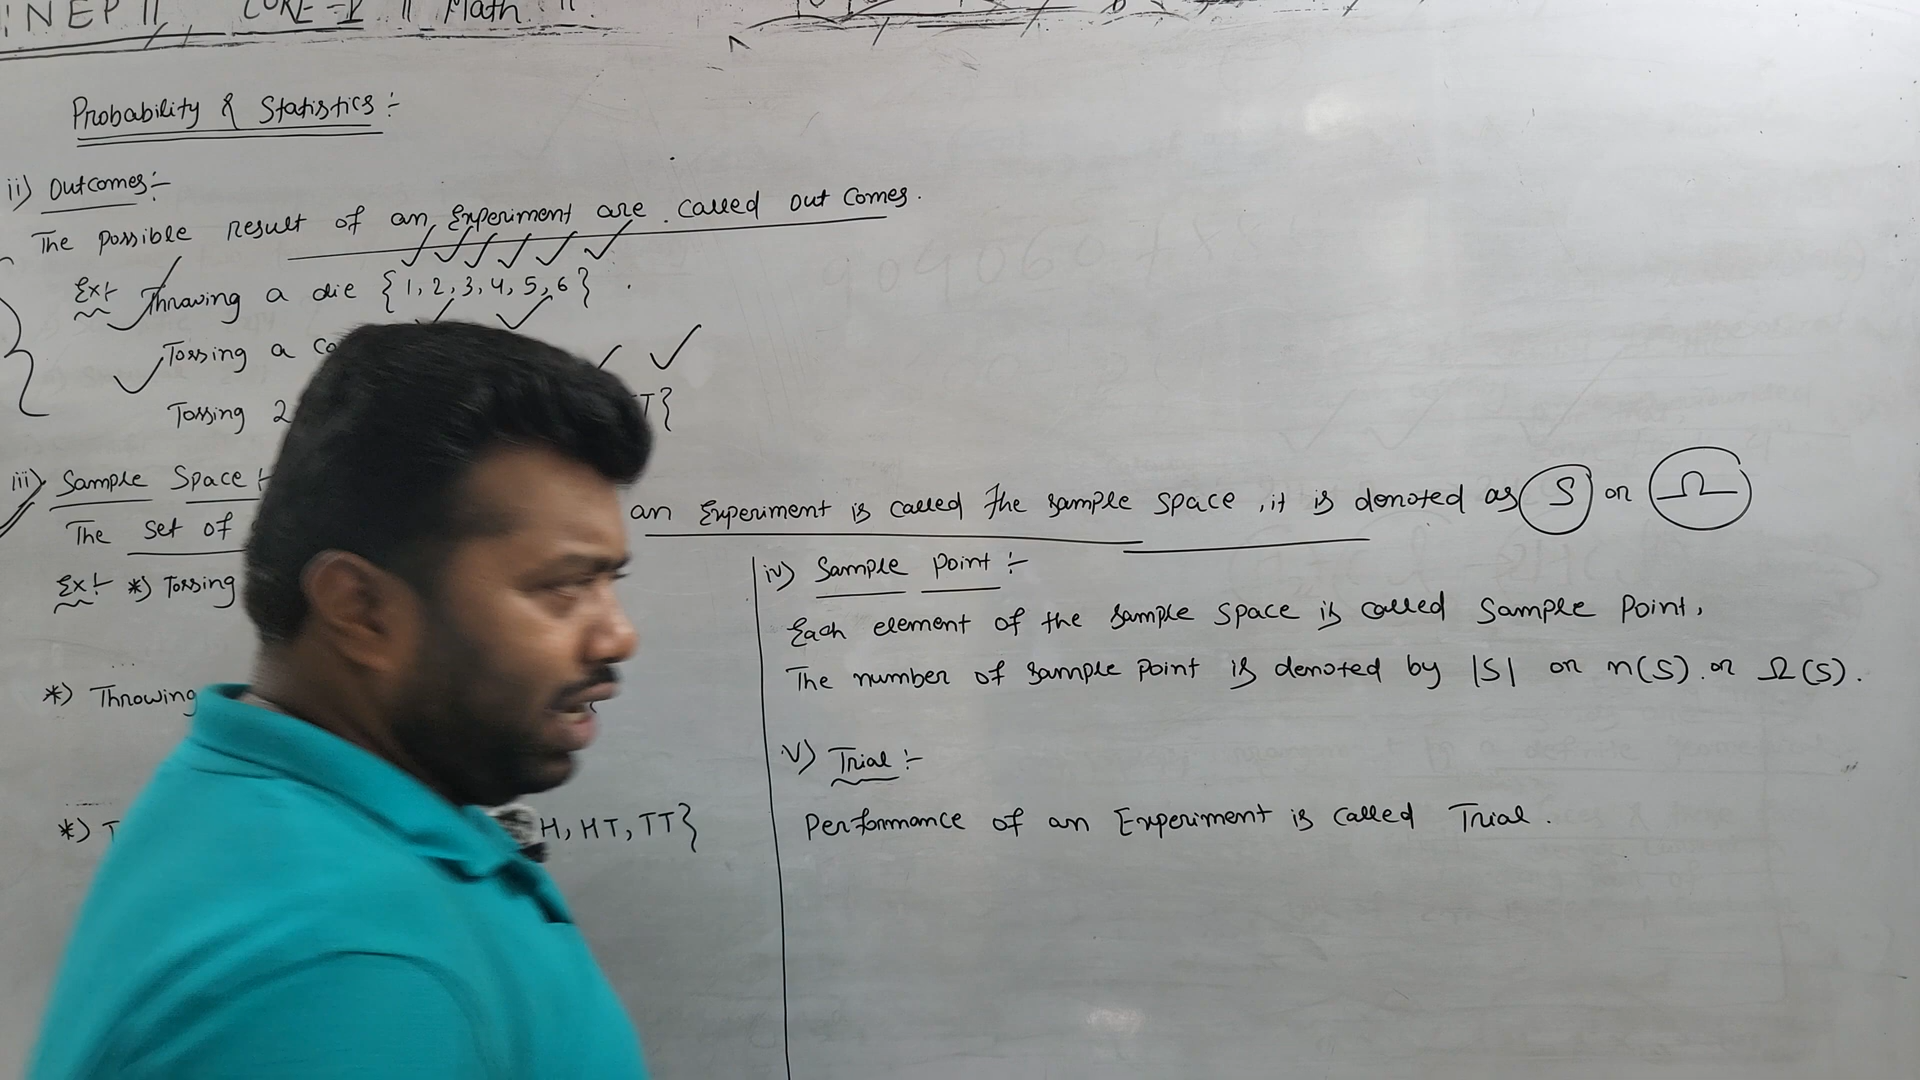 NEP || CORE-1 || Math ||
Probability & Statistics :-
ii) Outcomes :-
The possible result of an Experiment are called out comes.
Ex:- Throwing a die {1, 2, 3, 4, 5, 6}
Tossing a
Tossing 2 T}
iii) Sample Space :-
The set of an Experiment is called the sample space, it is denoted as S or Ω
Ex:- *) Tossing
*) Throwing
*) H, HT, TT}
iv) Sample Point :-
Each element of the sample space is called Sample Point,
The number of sample Point is denoted by |S| or n(S) or Ω(S).
v) Trial :-
Performance of an Experiment is called Trial.